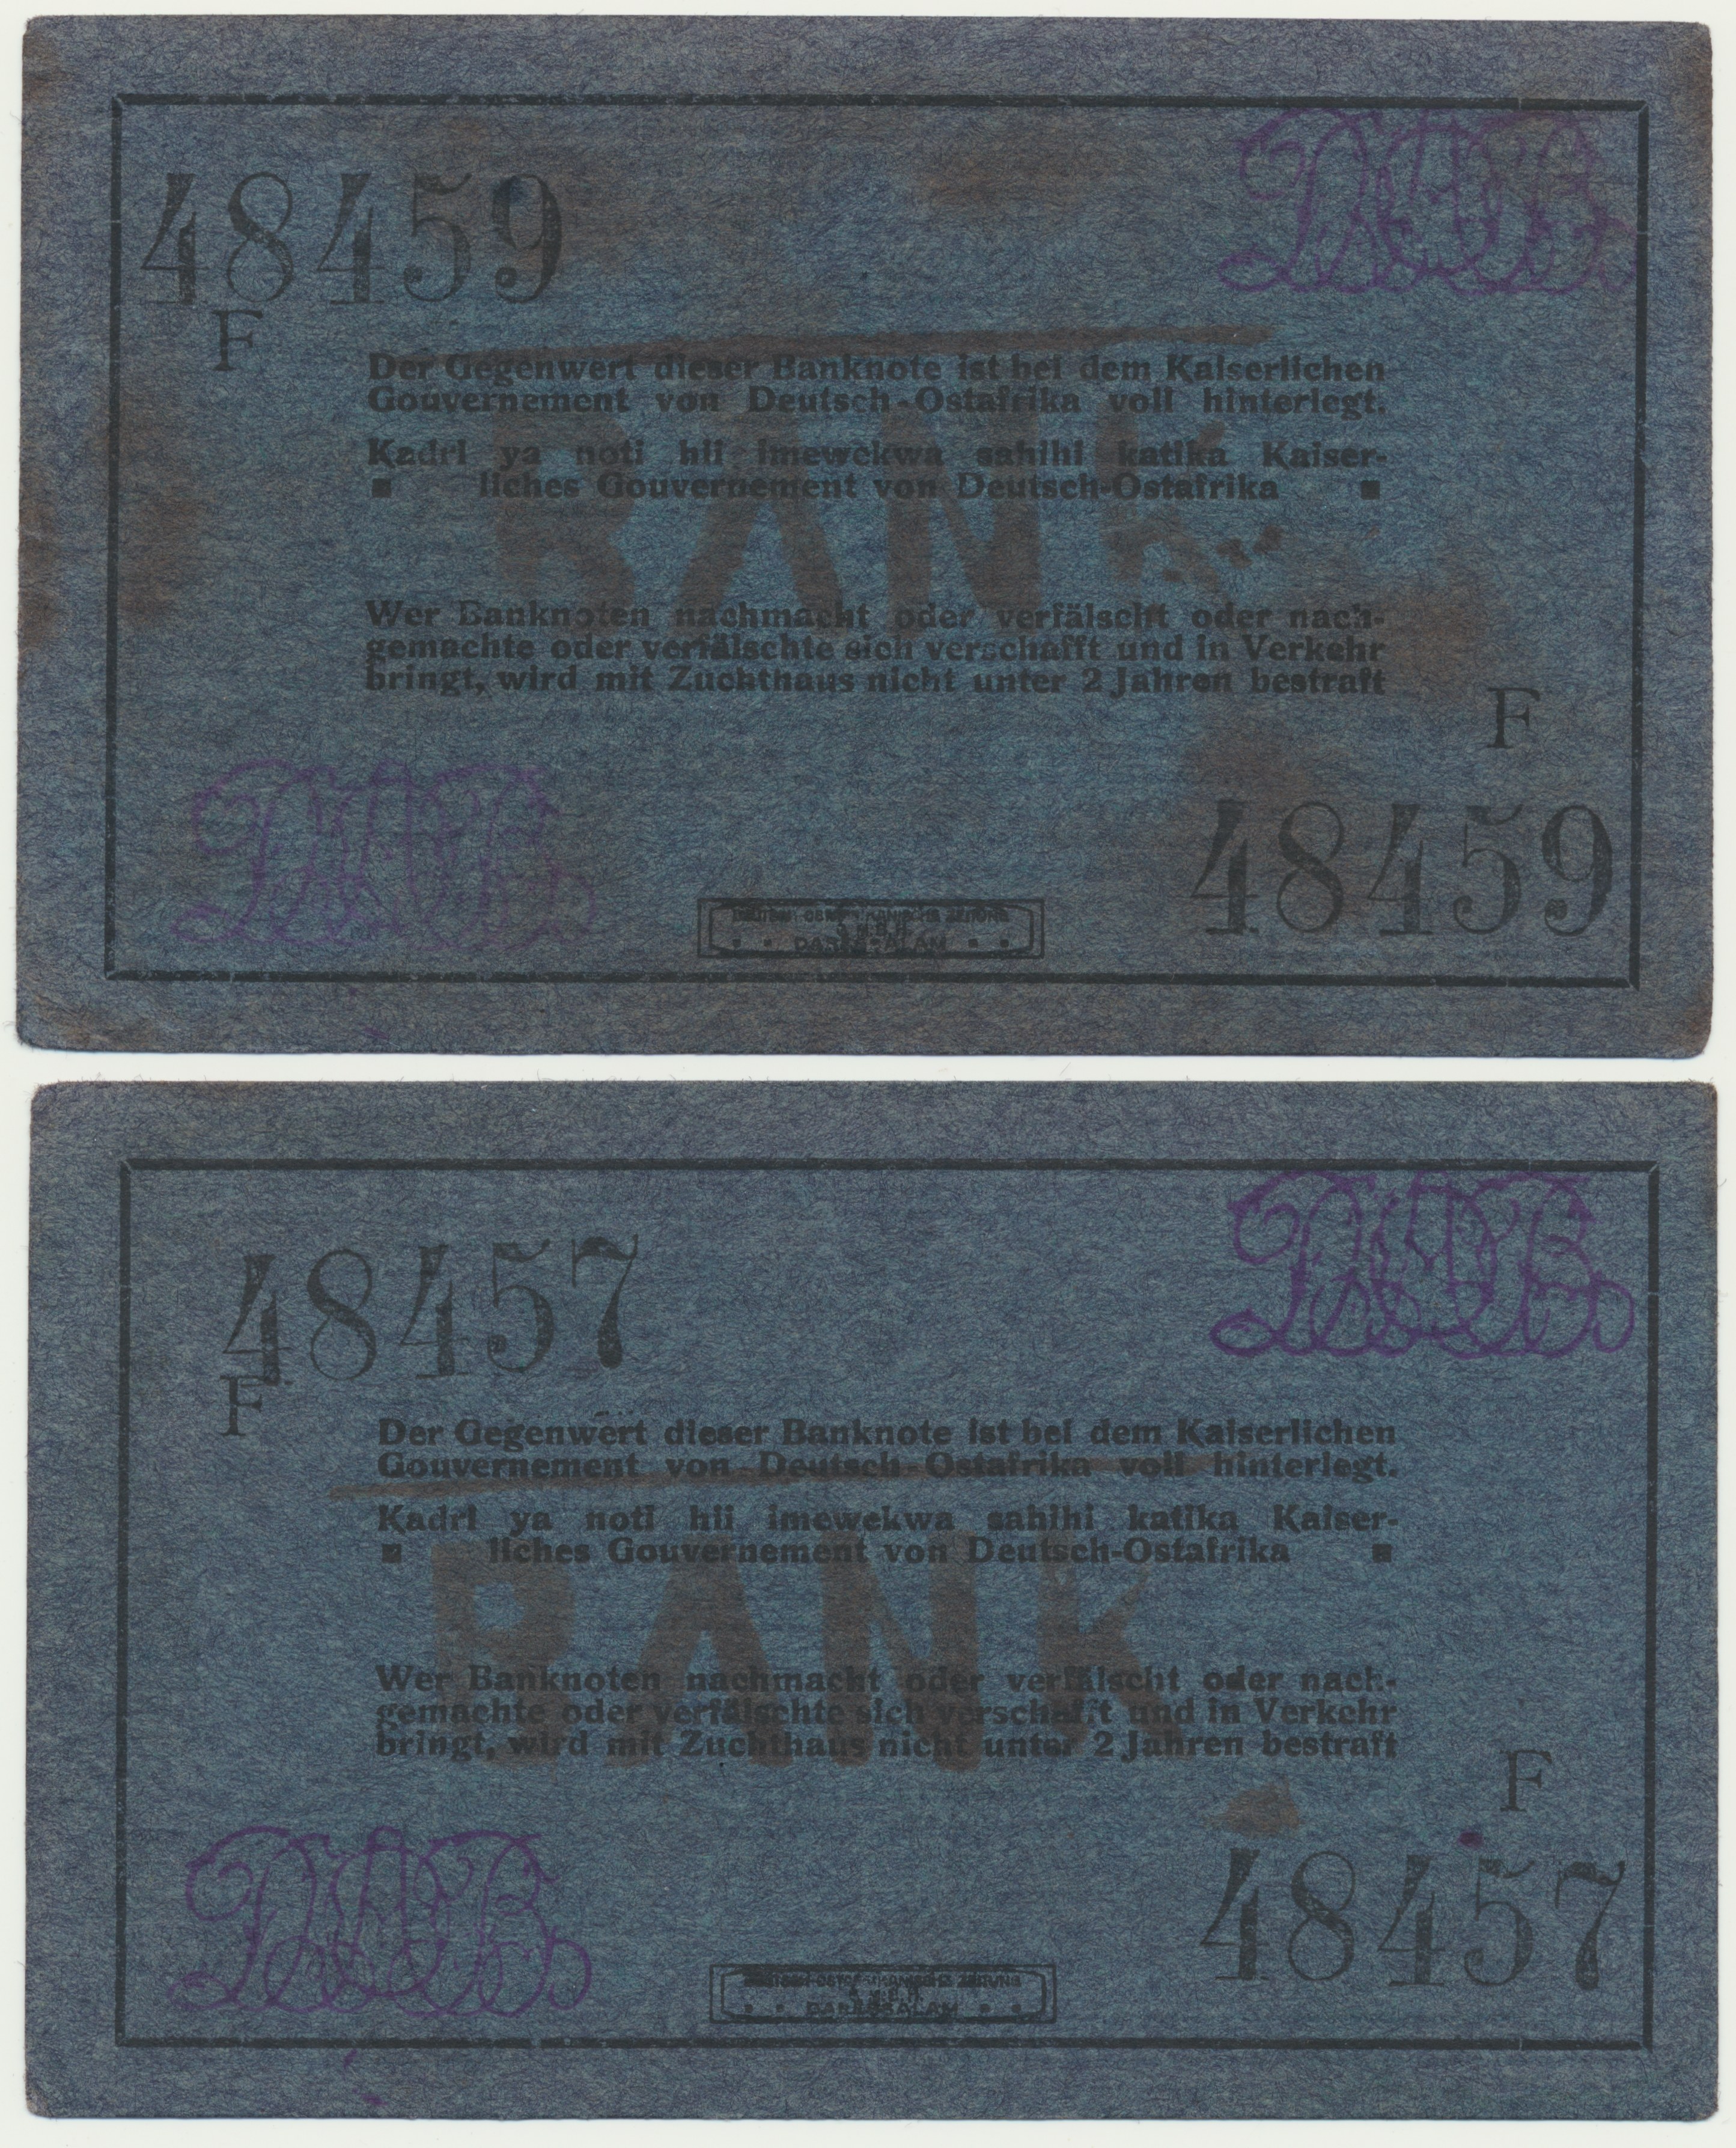 48459
F
Der Gegenwert dieser Banknote ist bei dem Kaiserlichen
Gouvernement von Deutsch-Ostafrika voll hinterlegt.
Kadri ya noti hii imewekwa sahihi katika Kaiser-
liches Gouvernement von Deutsch-Ostafrika
BANK
Wer Banknoten nachmacht oder verfälscht oder nach-
gemachte oder verfälschte sich verschafft und in Verkehr
bringt, wird mit Zuchthaus nicht unter 2 Jahren bestraft
F
48459
ZEITUNG
G.M.B.H.
DARESSALAM
48457
F
Der Gegenwert dieser Banknote ist bei dem Kaiserlichen
Gouvernement von Deutsch-Ostafrika voll hinterlegt.
Kadri ya noti hii imewekwa sahihi katika Kaiser-
liches Gouvernement von Deutsch-Ostafrika
BANK
Wer Banknoten nachmacht oder verfälscht oder nach-
gemachte oder verfälschte sich verschafft und in Verkehr
bringt, wird mit Zuchthaus nicht unter 2 Jahren bestraft
F
48457
ZEITUNG
G.M.B.H.
DARESSALAM